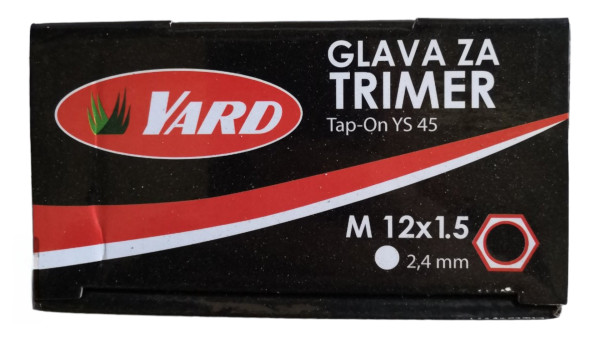 YARD
GLAVA ZA
TRIMER
Tap-On YS 45
M 12x1.5
2,4 mm